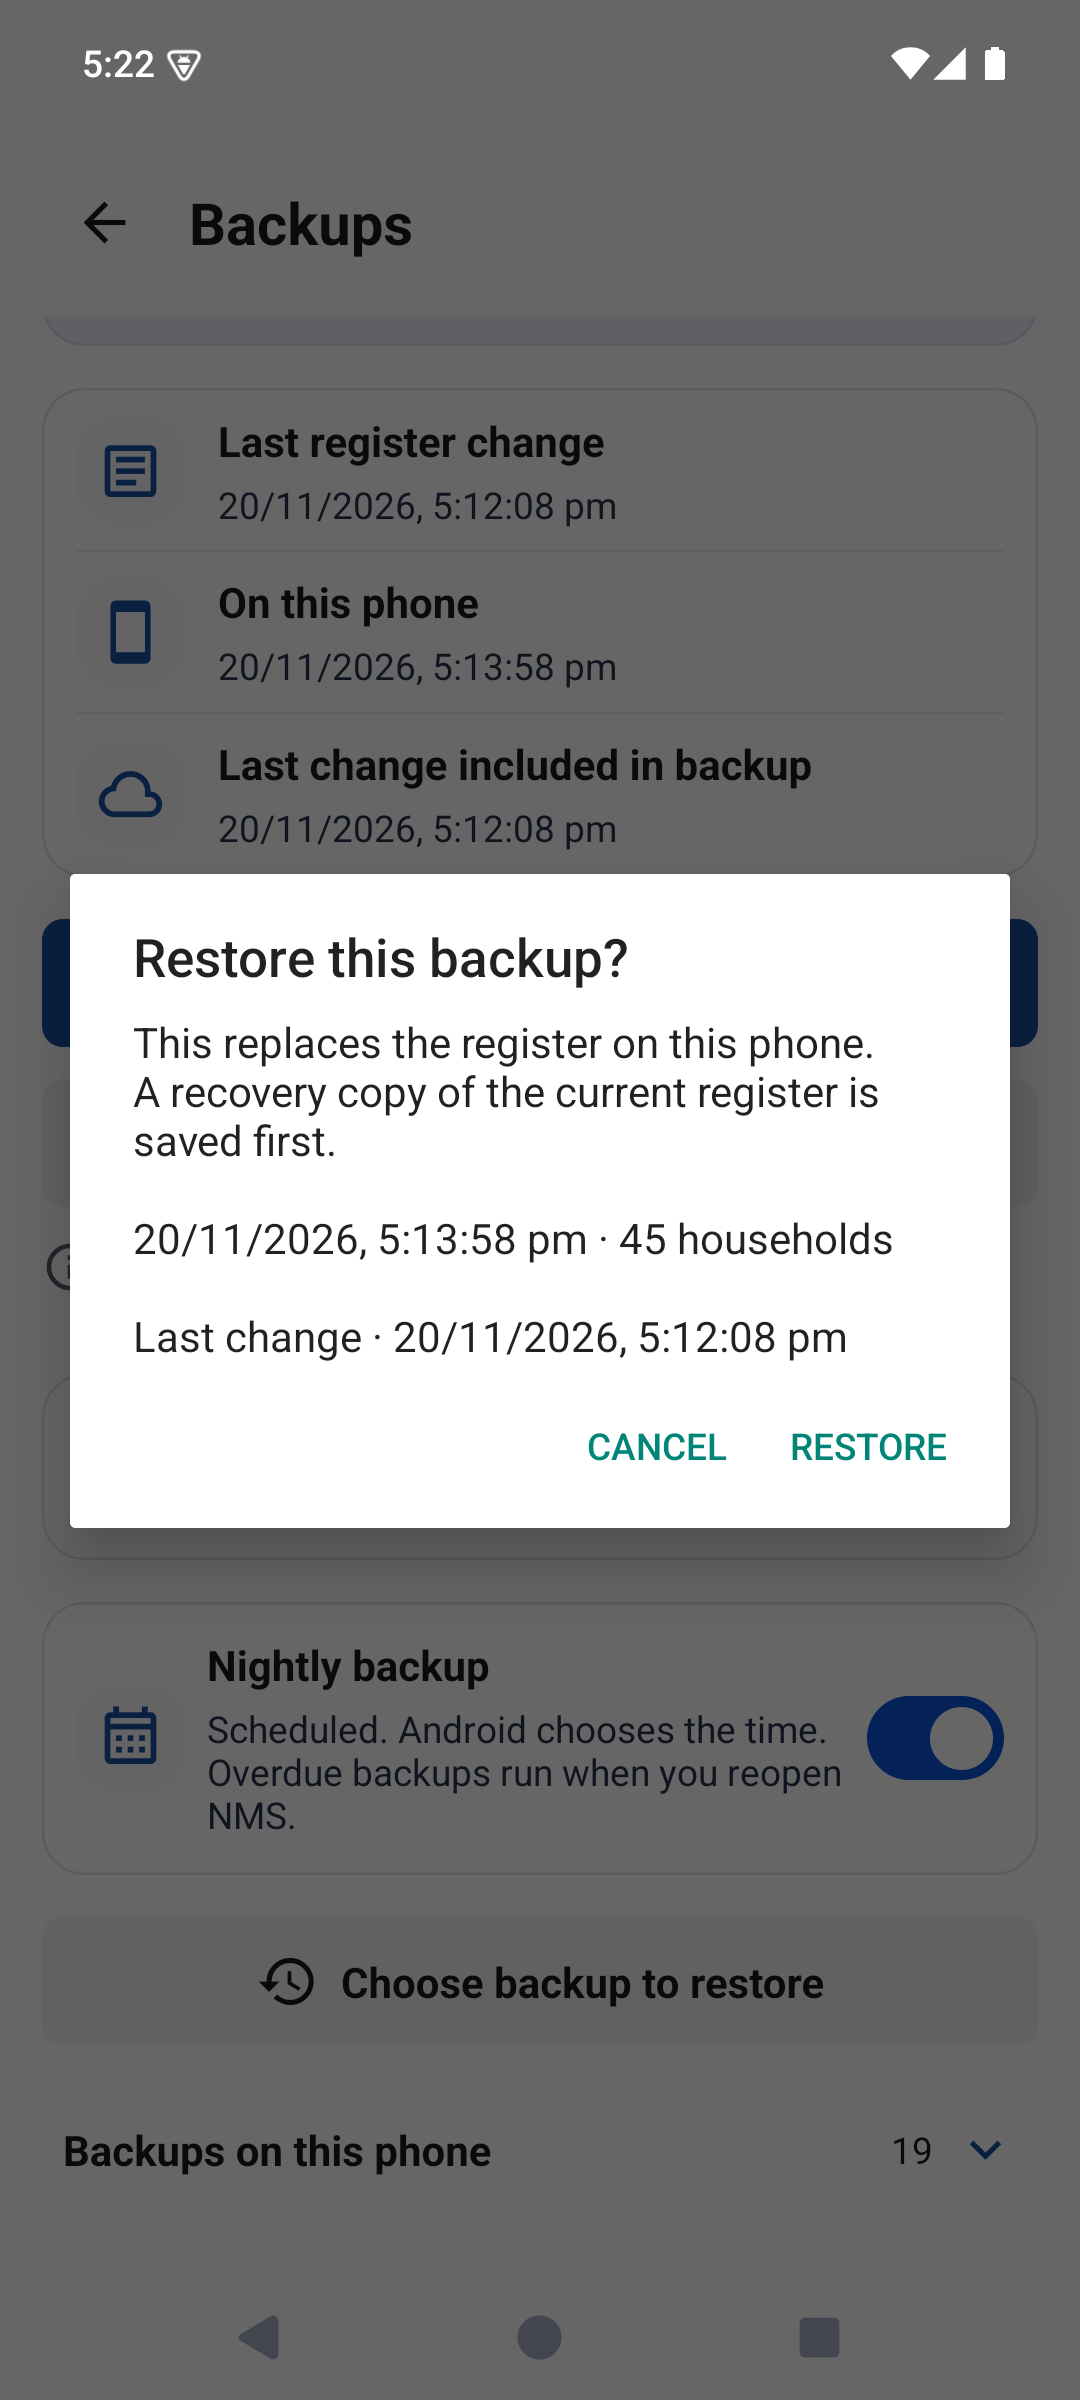 5:22
Backups
Last register change
20/11/2026, 5:12:08 pm
On this phone
20/11/2026, 5:13:58 pm
Last change included in backup
20/11/2026, 5:12:08 pm
Restore this backup?
This replaces the register on this phone.
A recovery copy of the current register is
saved first.
20/11/2026, 5:13:58 pm · 45 households
Last change · 20/11/2026, 5:12:08 pm
CANCEL RESTORE
Nightly backup
Scheduled. Android chooses the time.
Overdue backups run when you reopen
NMS.
Choose backup to restore
Backups on this phone 19